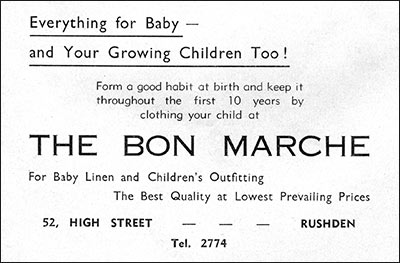 Everything for Baby —
and Your Growing Children Too !
Form a good habit at birth and keep it
throughout the first 10 years by
clothing your child at
THE BON MARCHE
For Baby Linen and Children's Outfitting
The Best Quality at Lowest Prevailing Prices
52, HIGH STREET — — — RUSHDEN
Tel. 2774